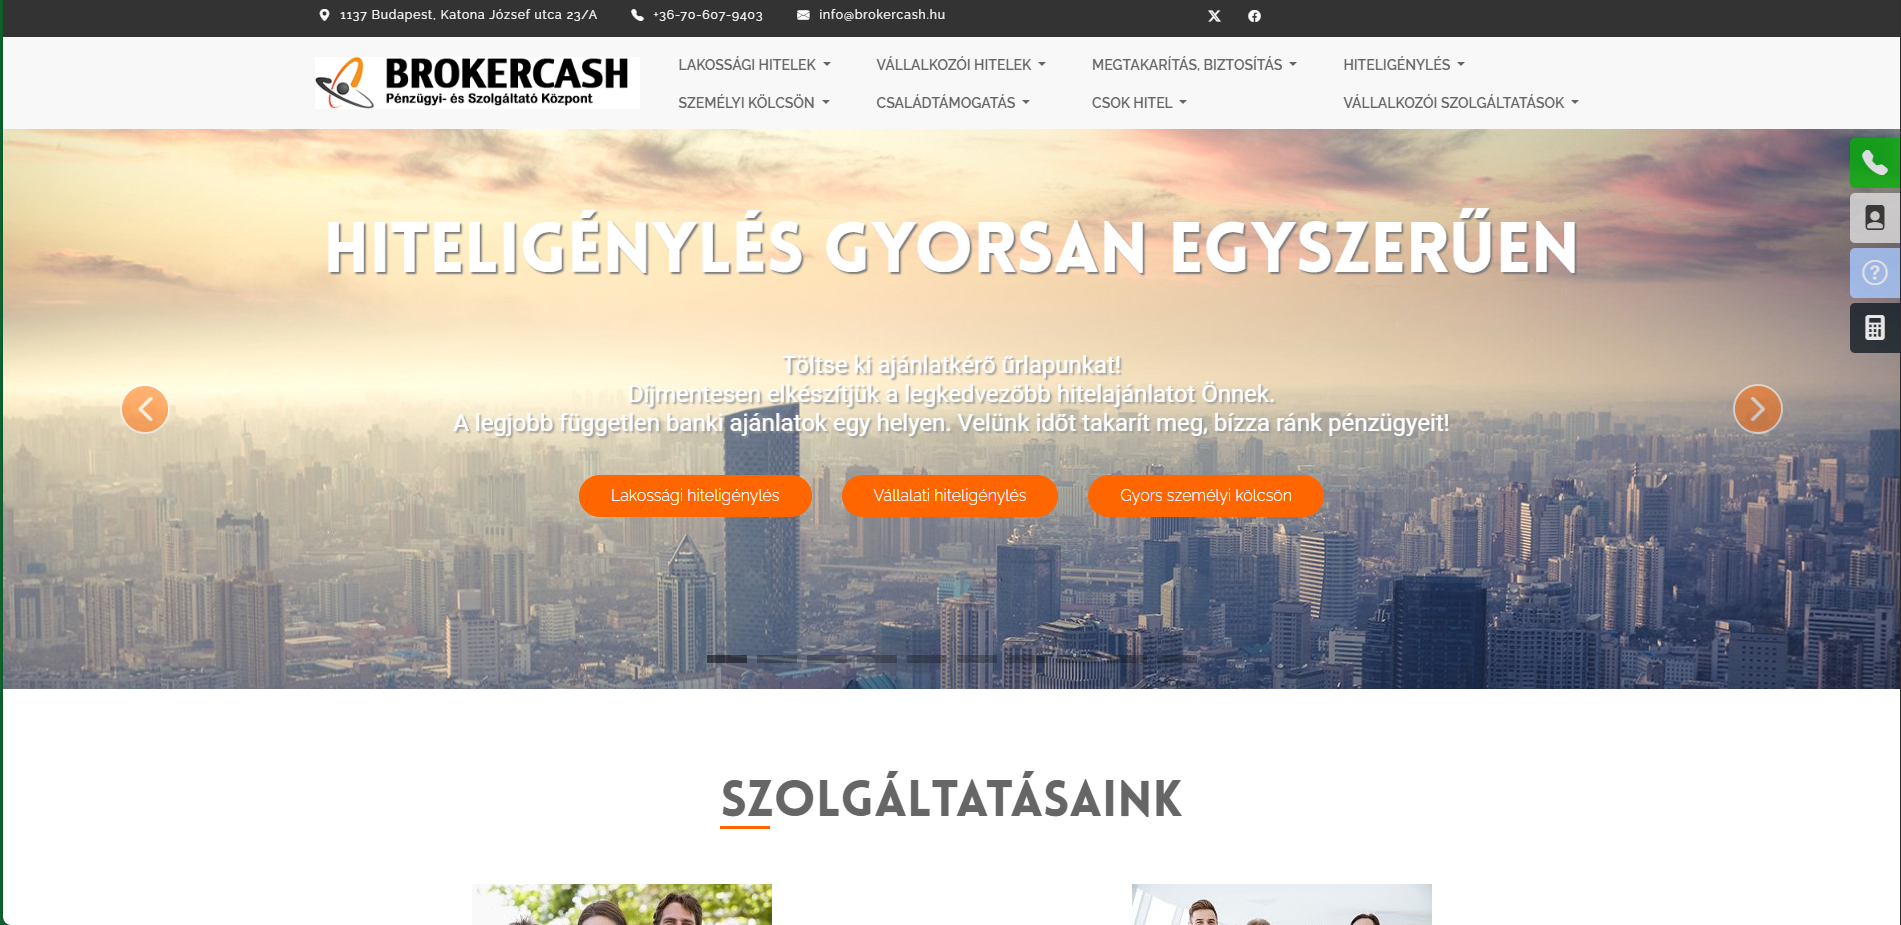 1137 Budapest, Katona József utca 23/A
+36-70-607-9403
info@brokercash.hu
BROKERCASH
Pénzügyi- és Szolgáltató Központ
LAKOSSÁGI HITELEK
VÁLLALKOZÓI HITELEK
MEGTAKARÍTÁS, BIZTOSÍTÁS
HITELIGÉNYLÉS
SZEMÉLYI KÖLCSÖN
CSALÁDTÁMOGATÁS
CSOK HITEL
VÁLLALKOZÓI SZOLGÁLTATÁSOK
HITELIGÉNYLÉS GYORSAN EGYSZERŰEN
Töltse ki ajánlatkérő űrlapunkat!
Díjmentesen elkészítjük a legkedvezőbb hitelajánlatot Önnek.
A legjobb független banki ajánlatok egy helyen. Velünk időt takarít meg, bízza ránk pénzügyeit!
Lakossági hiteligénylés
Vállalati hiteligénylés
Gyors személyi kölcsön
SZOLGÁLTATÁSAINK